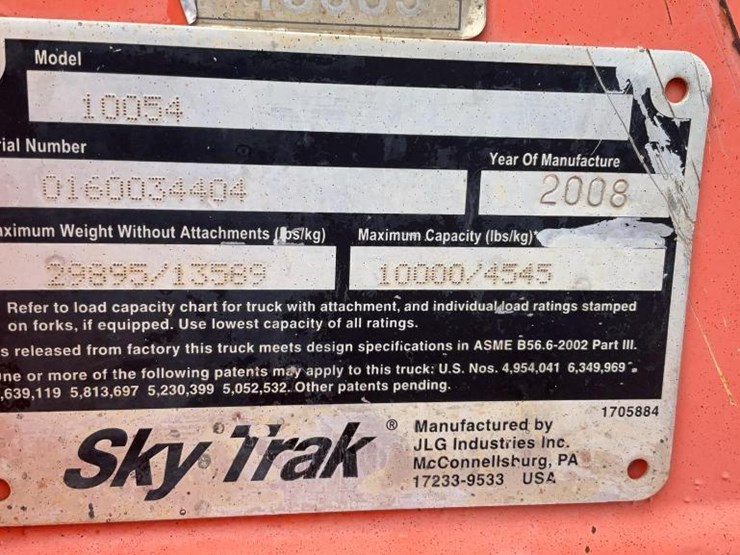 Model
10054
ial Number
Year Of Manufacture
0160034404
2008
ximum Weight Without Attachments (lbs/kg)
Maximum Capacity (lbs/kg)*
29895/13589
10000/4545
Refer to load capacity chart for truck with attachment, and individual load ratings stamped
on forks, if equipped. Use lowest capacity of all ratings.
s released from factory this truck meets design specifications in ASME B56.6-2002 Part III.
ne or more of the following patents may apply to this truck: U.S. Nos. 4,954,041 6,349,969
,639,119 5,813,697 5,230,399 5,052,532. Other patents pending.
1705884
Sky Trak ®
Manufactured by
JLG Industries Inc.
McConnellsburg, PA
17233-9533 USA